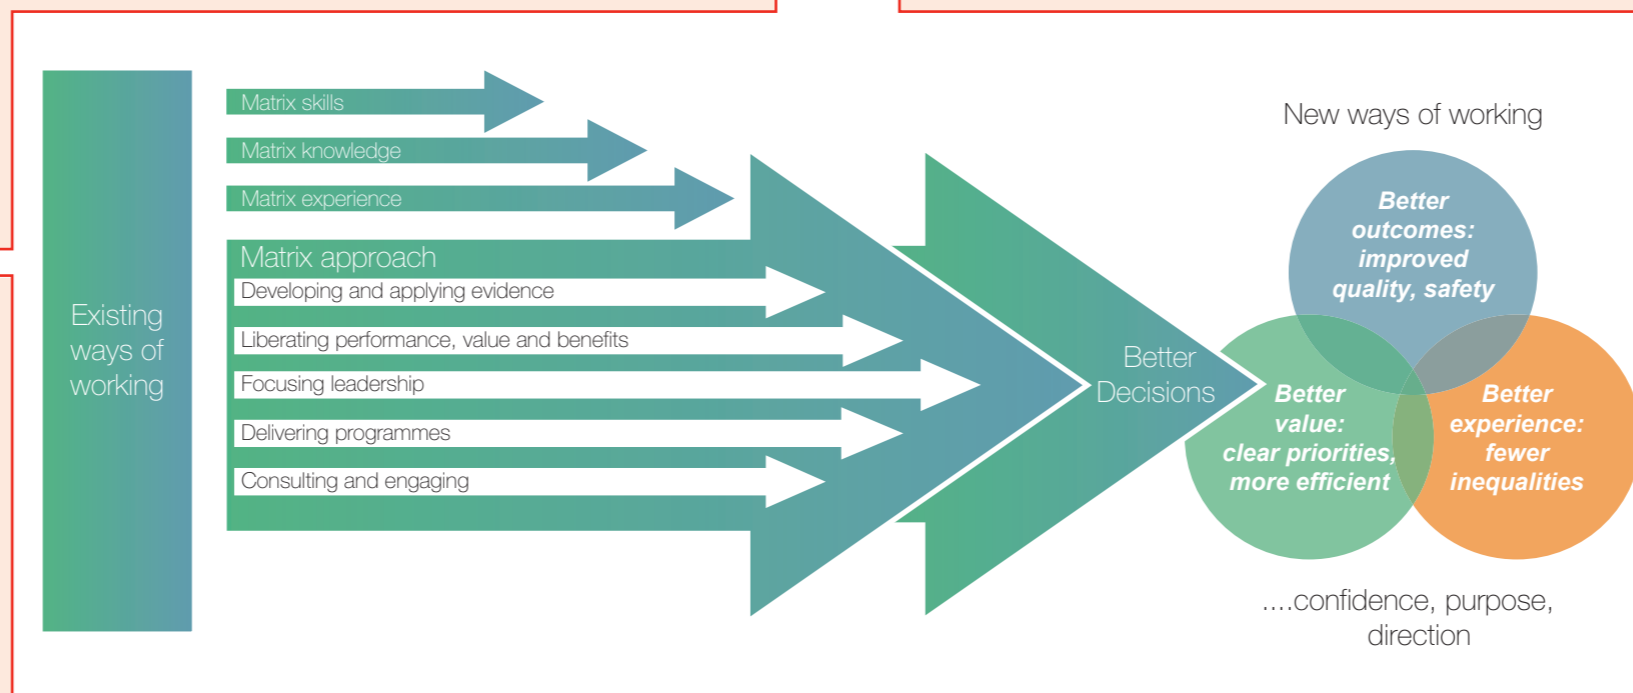 Existing
ways of
working
Matrix skills
Matrix knowledge
Matrix experience
Matrix approach
Developing and applying evidence
Liberating performance, value and benefits
Focusing leadership
Delivering programmes
Consulting and engaging
Better
Decisions
New ways of working
Better
outcomes:
improved
quality, safety
Better
value:
clear priorities,
more efficient
Better
experience:
fewer
inequalities
....confidence, purpose,
direction